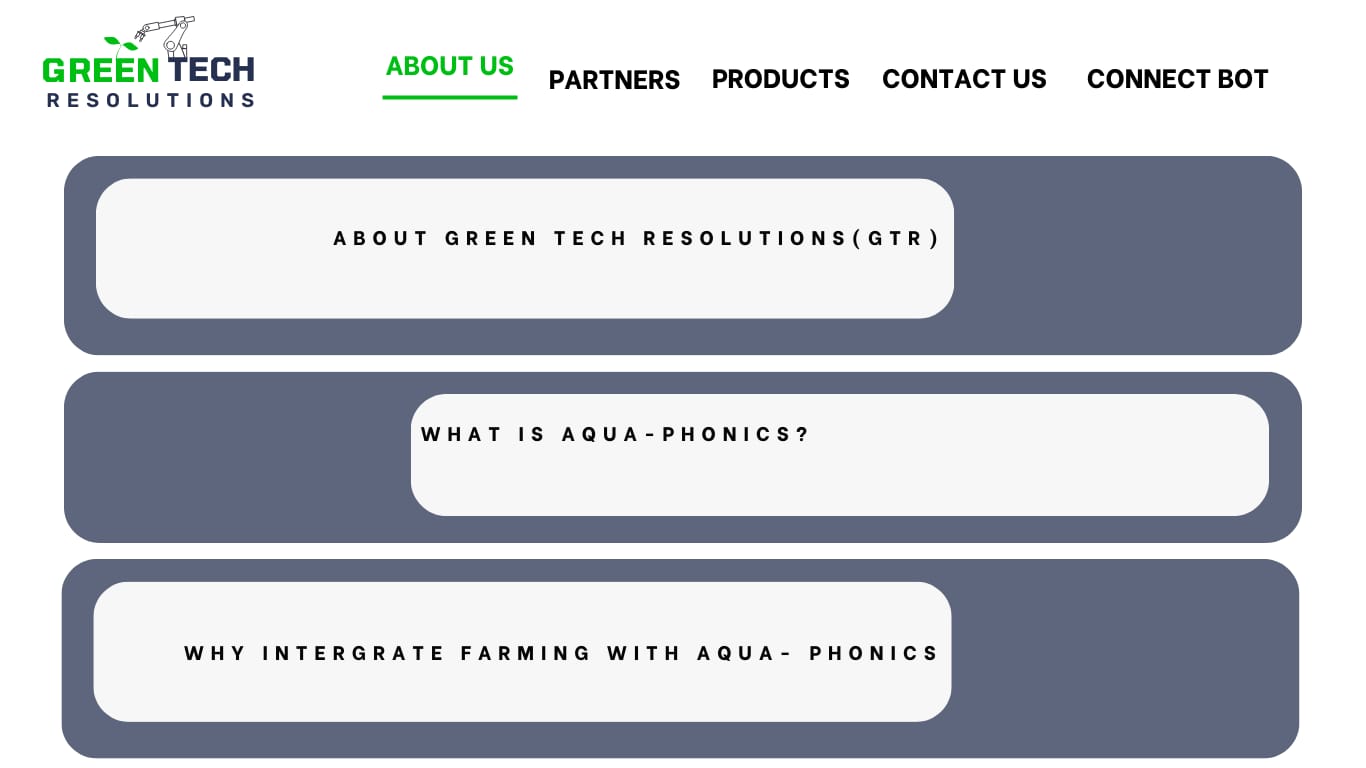 GREEN TECH
RESOLUTIONS
ABOUT US
PARTNERS
PRODUCTS
CONTACT US
CONNECT BOT
ABOUT GREEN TECH RESOLUTIONS(GTR)
WHAT IS AQUA-PHONICS?
WHY INTERGRATE FARMING WITH AQUA- PHONICS